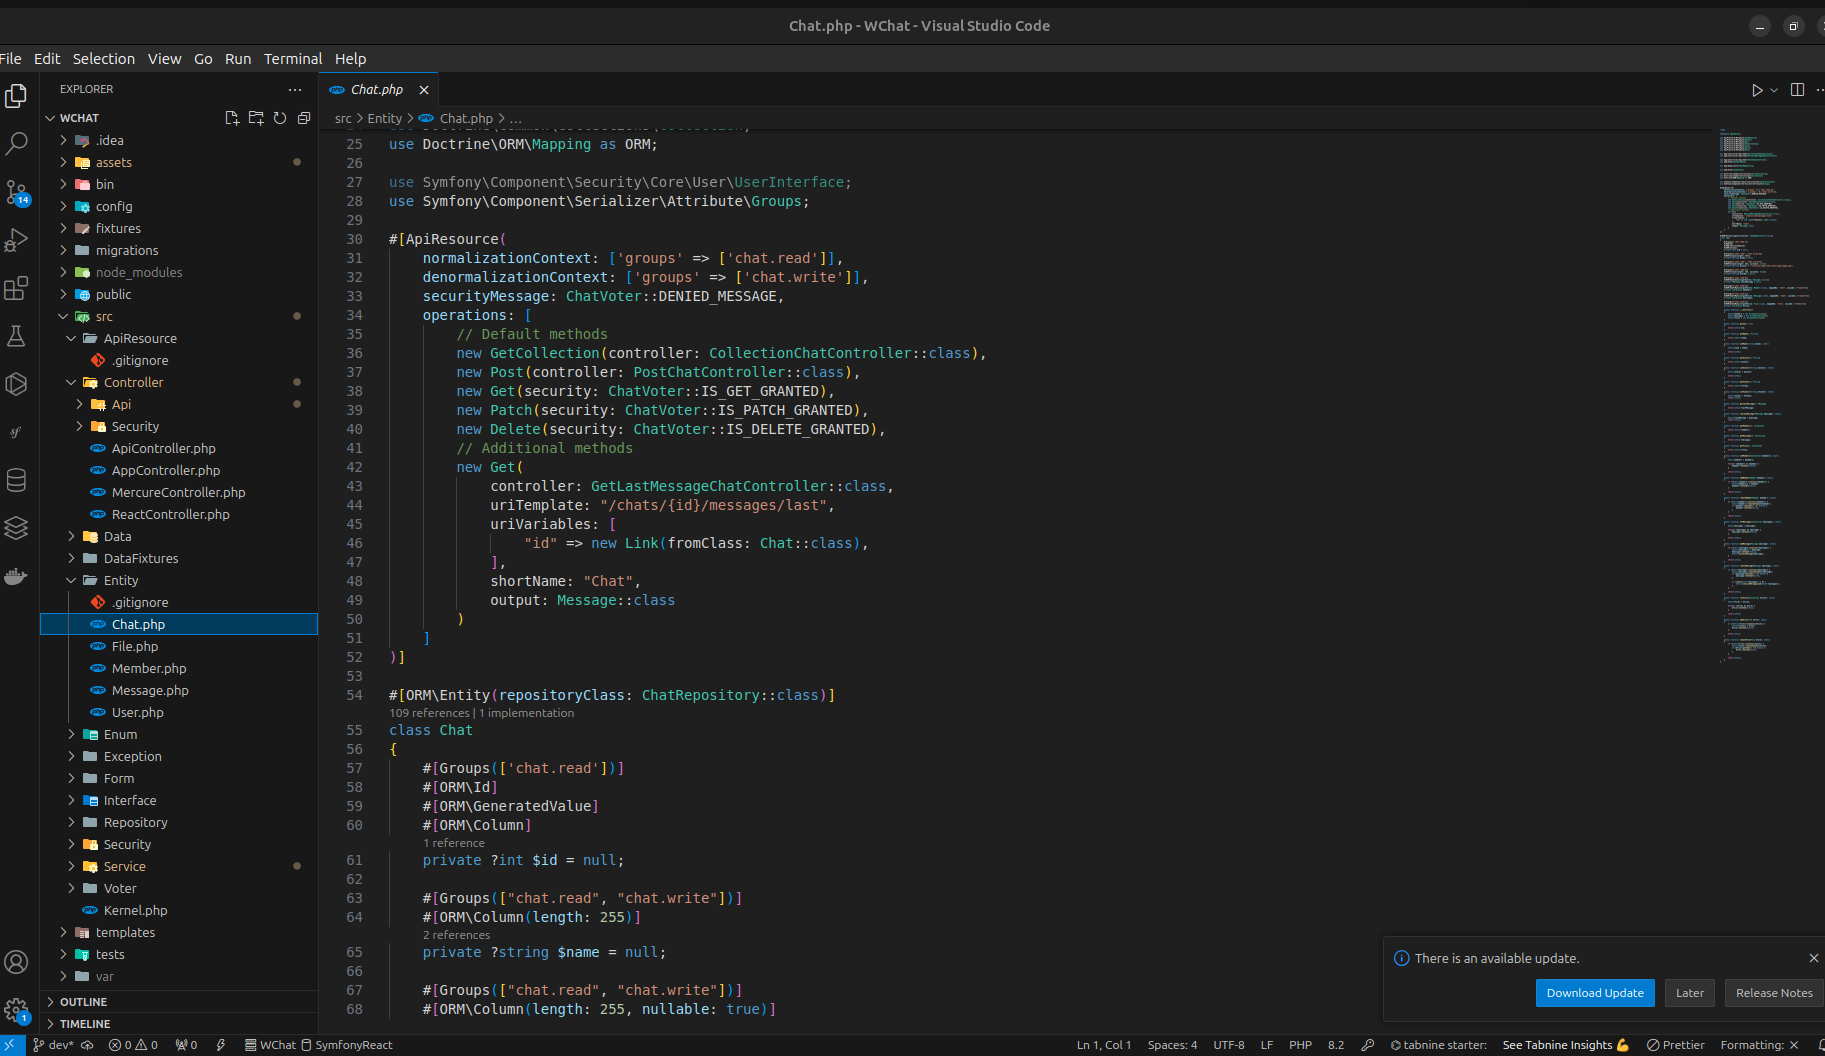 Chat.php - WChat - Visual Studio Code
File Edit Selection View Go Run Terminal Help
EXPLORER
WCHAT
.idea
assets
bin
config
fixtures
migrations
node_modules
public
src
ApiResource
.gitignore
Controller
Api
Security
ApiController.php
AppController.php
MercureController.php
ReactController.php
Data
DataFixtures
Entity
.gitignore
Chat.php
File.php
Member.php
Message.php
User.php
Enum
Exception
Form
Interface
Repository
Security
Service
Voter
Kernel.php
templates
tests
var
OUTLINE
TIMELINE
14
1
Chat.php
src > Entity > Chat.php > ...
25 use Doctrine\ORM\Mapping as ORM;
26
27 use Symfony\Component\Security\Core\User\UserInterface;
28 use Symfony\Component\Serializer\Attribute\Groups;
29
30 #[ApiResource(
31     normalizationContext: ['groups' => ['chat.read']],
32     denormalizationContext: ['groups' => ['chat.write']],
33     securityMessage: ChatVoter::DENIED_MESSAGE,
34     operations: [
35         // Default methods
36         new GetCollection(controller: CollectionChatController::class),
37         new Post(controller: PostChatController::class),
38         new Get(security: ChatVoter::IS_GET_GRANTED),
39         new Patch(security: ChatVoter::IS_PATCH_GRANTED),
40         new Delete(security: ChatVoter::IS_DELETE_GRANTED),
41         // Additional methods
42         new Get(
43             controller: GetLastMessageChatController::class,
44             uriTemplate: "/chats/{id}/messages/last",
45             uriVariables: [
46                 "id" => new Link(fromClass: Chat::class),
47             ],
48             shortName: "Chat",
49             output: Message::class
50         )
51     ]
52 )]
53
54 #[ORM\Entity(repositoryClass: ChatRepository::class)]
109 references | 1 implementation
55 class Chat
56 {
57     #[Groups(['chat.read'])]
58     #[ORM\Id]
59     #[ORM\GeneratedValue]
60     #[ORM\Column]
1 reference
61     private ?int $id = null;
62
63     #[Groups(["chat.read", "chat.write"])]
64     #[ORM\Column(length: 255)]
2 references
65     private ?string $name = null;
66
67     #[Groups(["chat.read", "chat.write"])]
68     #[ORM\Column(length: 255, nullable: true)]
There is an available update.
Download Update Later Release Notes
dev* 0 0 0 WChat SymfonyReact Ln 1, Col 1 Spaces: 4 UTF-8 LF PHP 8.2 tabnine starter: See Tabnine Insights 💪 Prettier Formatting: ×